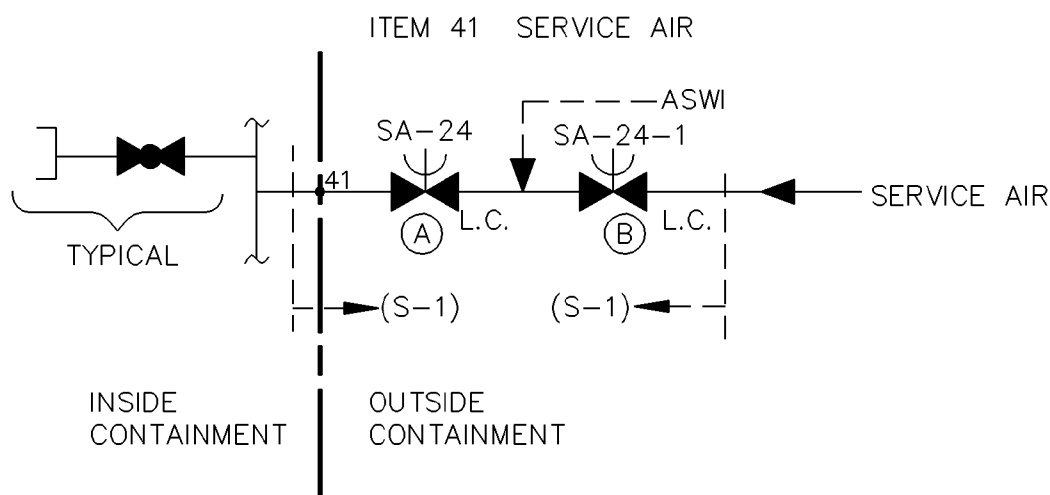 ITEM 41 SERVICE AIR
ASWI
SA-24
SA-24-1
41
L.C.
L.C.
SERVICE AIR
A
B
TYPICAL
(S-1)
(S-1)
INSIDE
CONTAINMENT
OUTSIDE
CONTAINMENT